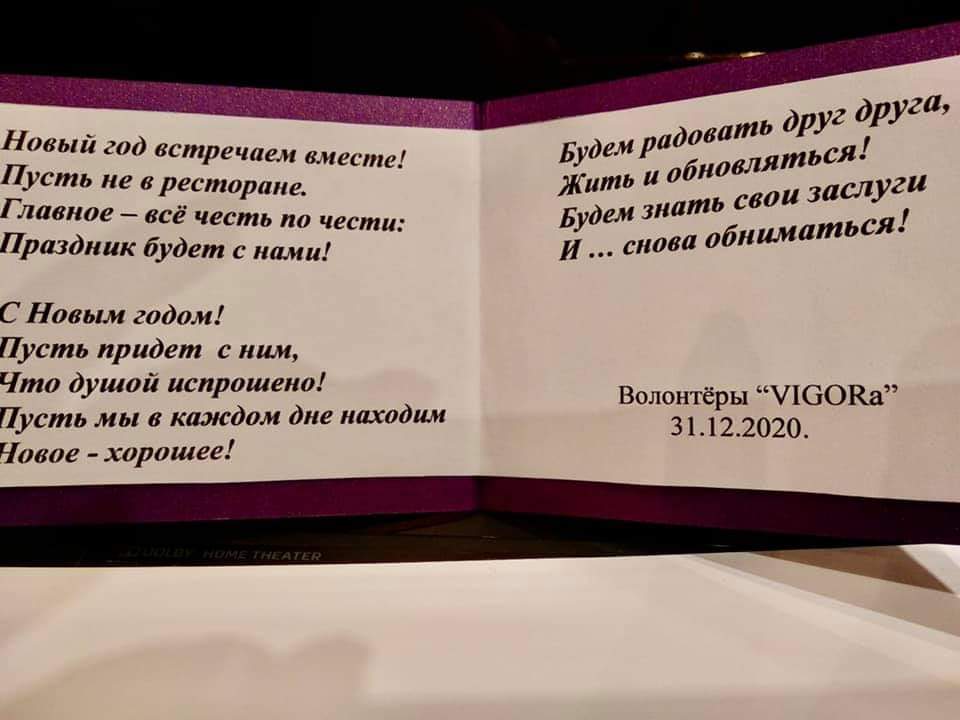 Новый год встречаем вместе!
Пусть не в ресторане.
Главное – всё честь по чести:
Праздник будет с нами!
С Новым годом!
Пусть придет с ним,
Что душой испрошено!
Пусть мы в каждом дне находим
Новое - хорошее!
Будем радовать друг друга,
Жить и обновляться!
Будем знать свои заслуги
И ... снова обниматься!
Волонтёры “VIGORa”
31.12.2020.
DOLBY HOME THEATER